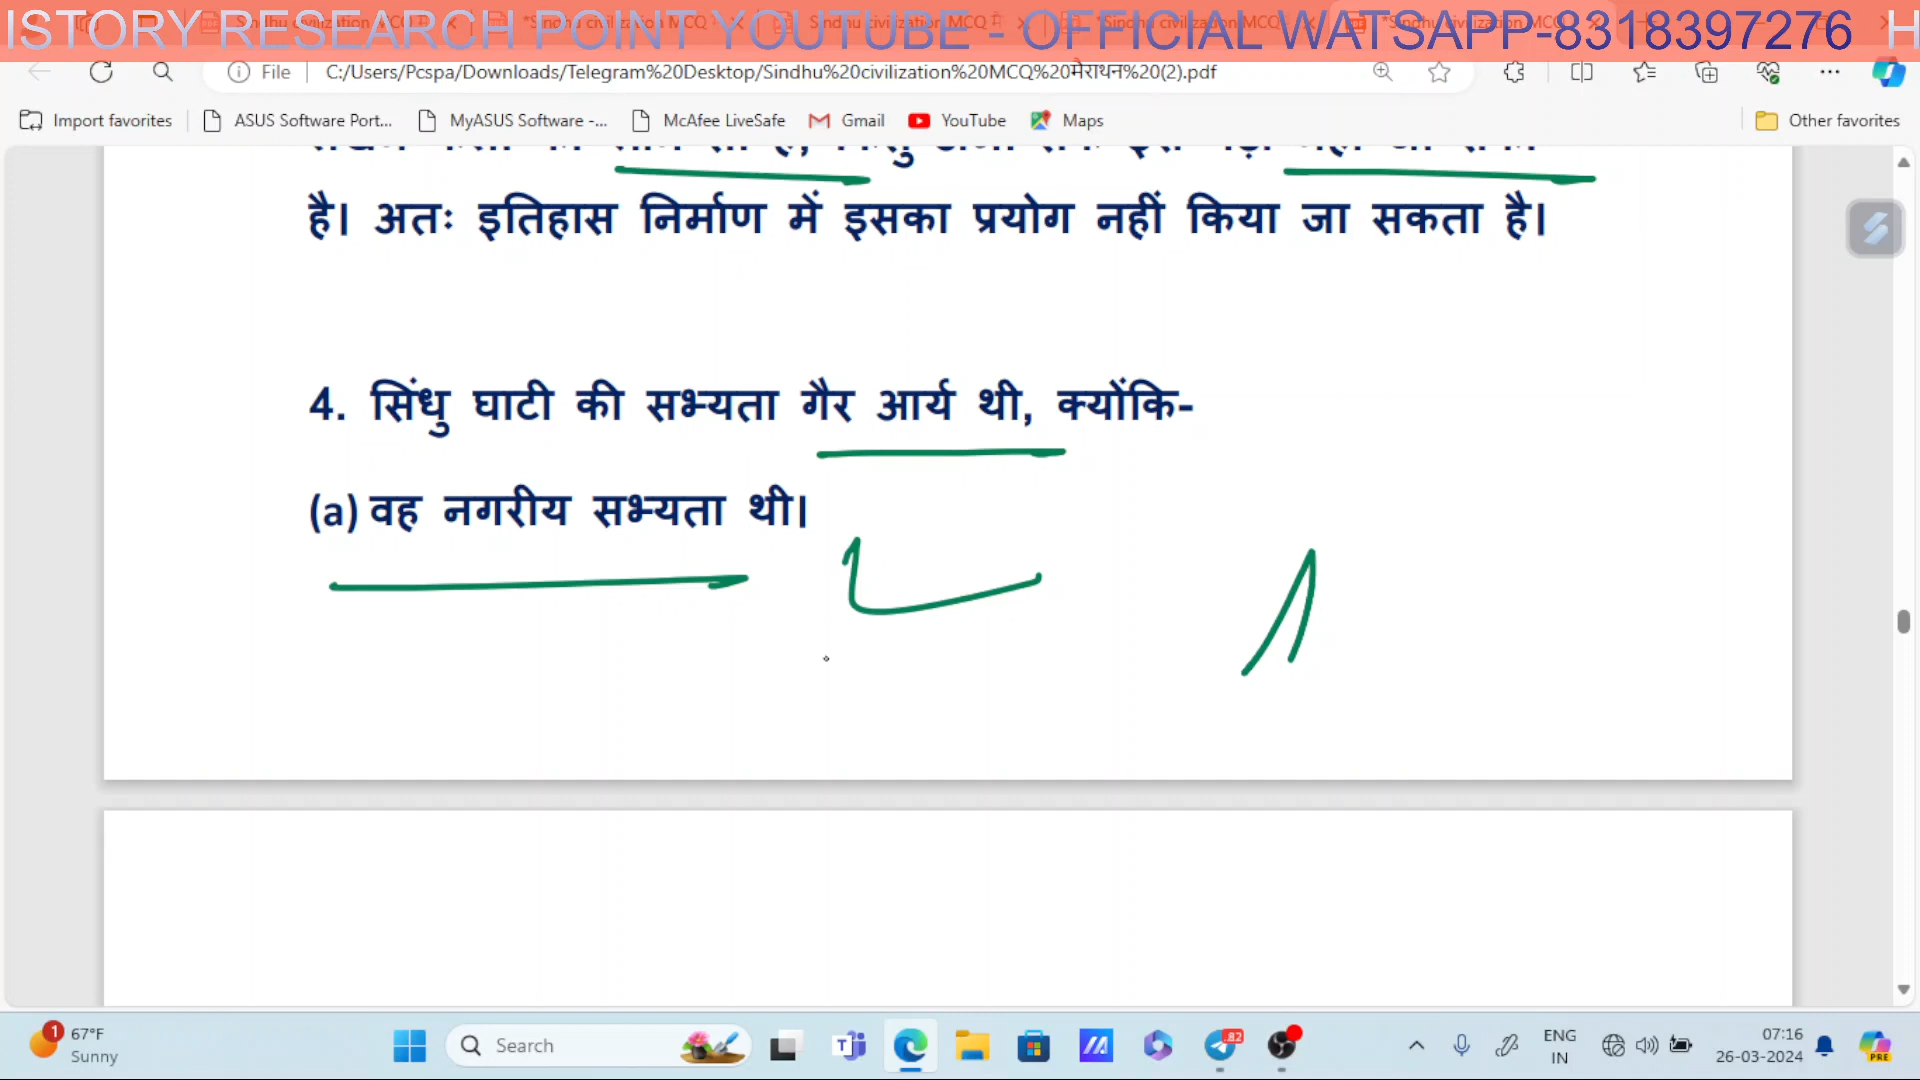 ISTORY RESEARCH POINT YOUTUBE - OFFICIAL WATSAPP-8318397276 H
File C:/Users/Pcspa/Downloads/Telegram%20Desktop/Sindhu%20civilization%20MCQ%20मैराथन%20(2).pdf
Import favorites ASUS Software Port... MyASUS Software -... McAfee LiveSafe Gmail YouTube Maps Other favorites
है। अतः इतिहास निर्माण में इसका प्रयोग नहीं किया जा सकता है।
4. सिंधु घाटी की सभ्यता गैर आर्य थी, क्योंकि-
(a) वह नगरीय सभ्यता थी।
1 67°F
Sunny
Search
82
ENG
IN
07:16
26-03-2024
PRE